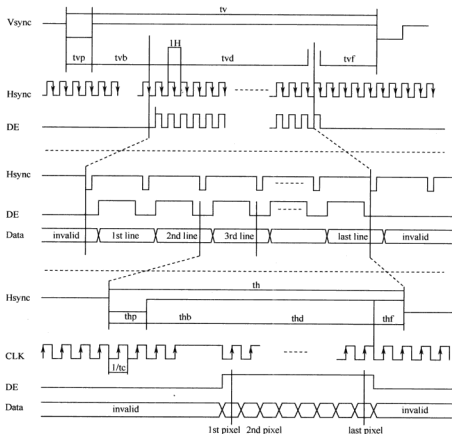 tv
Vsync
1H
tvp
tvb
tvd
tvf
Hsync
DE
Hsync
DE
Data
invalid
1st line
2nd line
3rd line
last line
invalid
th
Hsync
thp
thb
thd
thf
CLK
1/tc
DE
Data
invalid
invalid
1st pixel
2nd pixel
last pixel